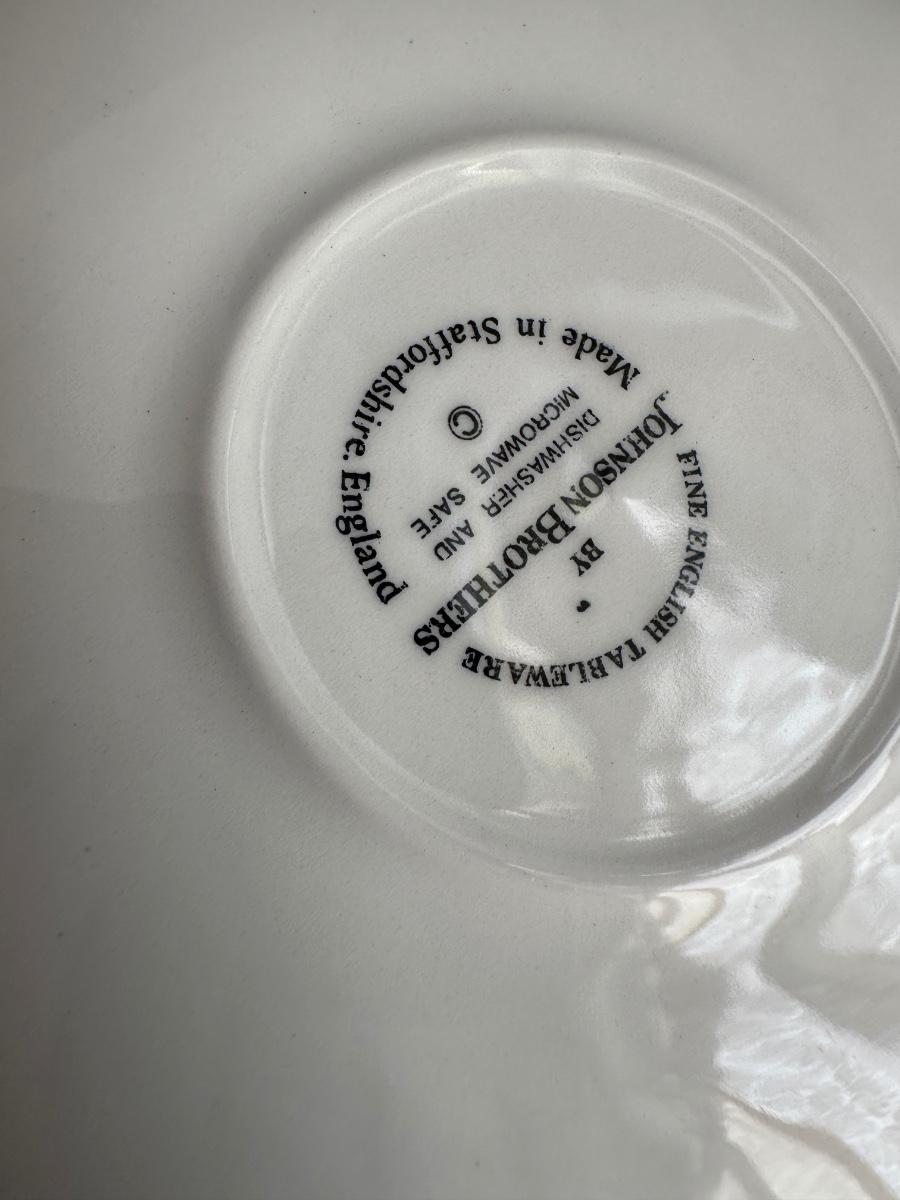 FINE ENGLISH TABLEWARE
BY
JOHNSON BROTHERS
DISHWASHER AND
MICROWAVE SAFE
©
Made in Staffordshire. England